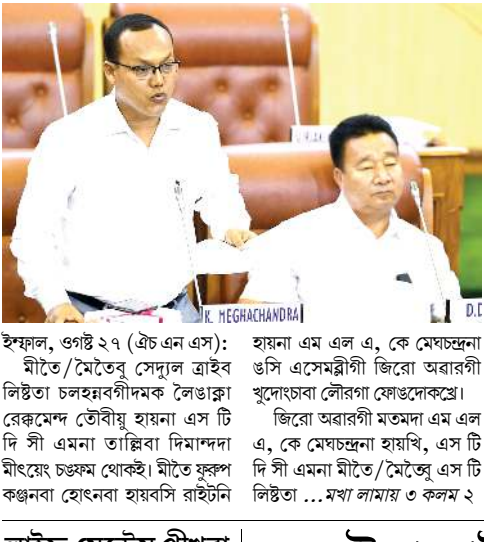 K. MEGHACHANDRA
D.D
ইম্ফাল, ওগষ্ট ২৭ (ঐচ এন এস):
মীতৈ/মৈতৈবু সেদ্যুল ত্রাইব
লিষ্টতা চলহন্নবগীদমক লৈঙাক্না
রেক্কমেন্দ তৌবীয়ু হায়না এস টি
দি সী এমনা তাল্লিবা দিমান্দদা
মীৎয়েং চঙফম থোকই। মীতৈ ফুরুপ
কঞ্জনবা হোৎনবা হায়বসি রাইটনি
হায়না এম এল এ, কে মেঘচন্দ্রনা
ঙসি এসেমব্লীগী জিরো অৱারগী
খুদোংচাবা লৌরগা ফোঙদোকখ্রে।
জিরো অৱারগী মতমদা এম এল
এ, কে মেঘচন্দ্রনা হায়খি, এস টি
দি সী এমনা মীতৈ/মৈতৈবু এস টি
লিষ্টতা ...মখা লামায় ৩ কলম ২